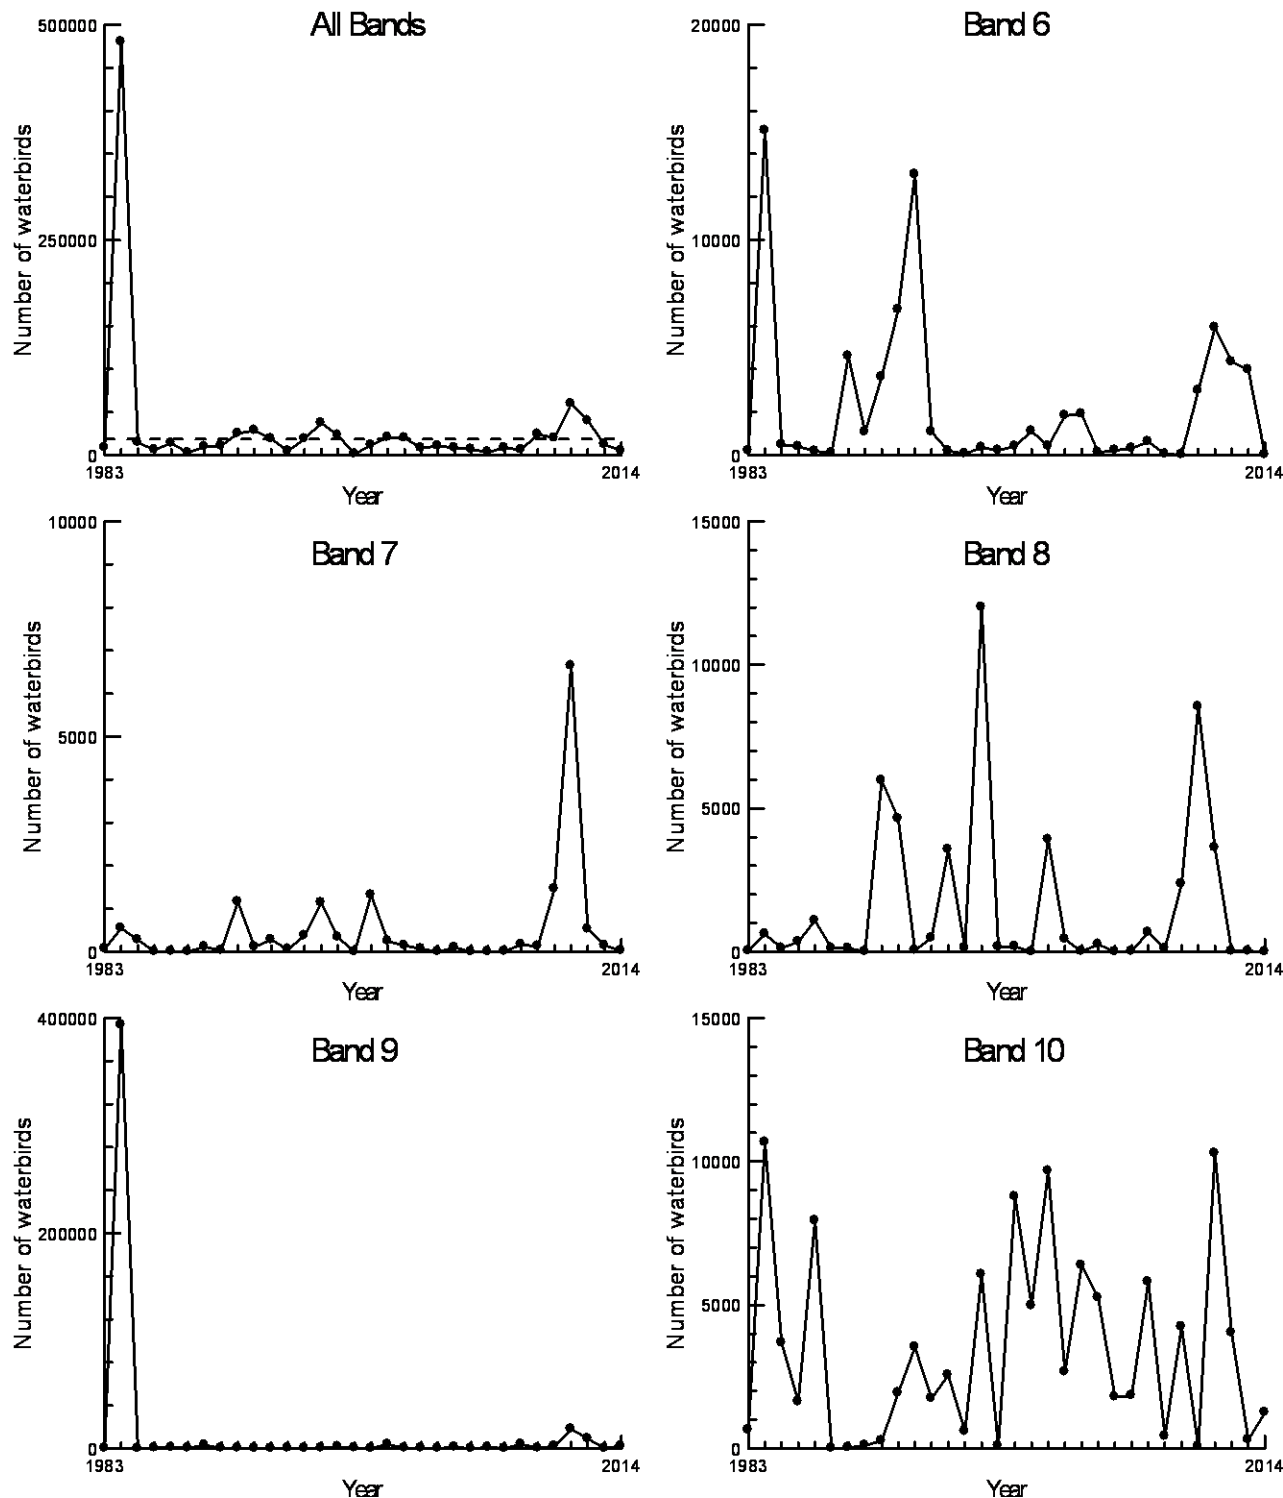 All Bands
500000
250000
0
Number of waterbirds
1983
2014
Year
Band 6
20000
10000
0
Number of waterbirds
1983
2014
Year
Band 7
10000
5000
0
Number of waterbirds
1983
2014
Year
Band 8
15000
10000
5000
0
Number of waterbirds
1983
2014
Year
Band 9
400000
200000
0
Number of waterbirds
1983
2014
Year
Band 10
15000
10000
5000
0
Number of waterbirds
1983
2014
Year